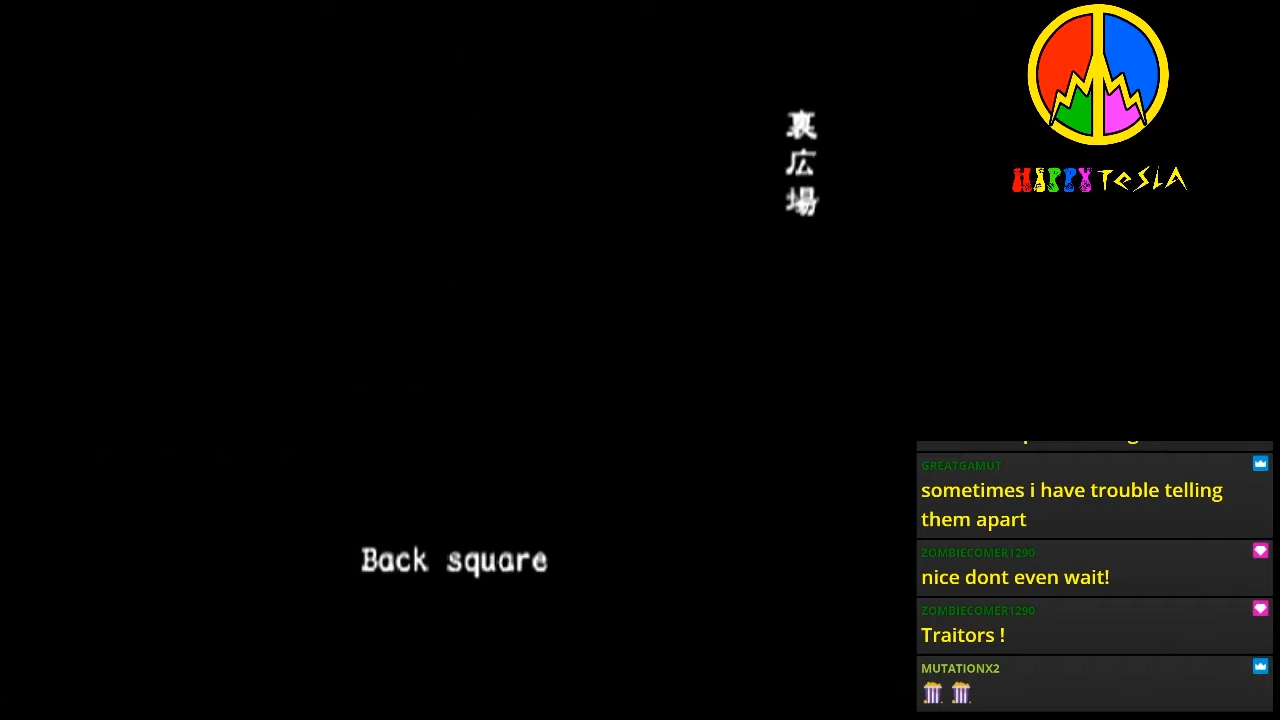 裏広場
HAPPYTESLA
Back square
GREATGAMUT
sometimes i have trouble telling
them apart
ZOMBIECOMER1290
nice dont even wait!
ZOMBIECOMER1290
Traitors !
MUTATIONX2